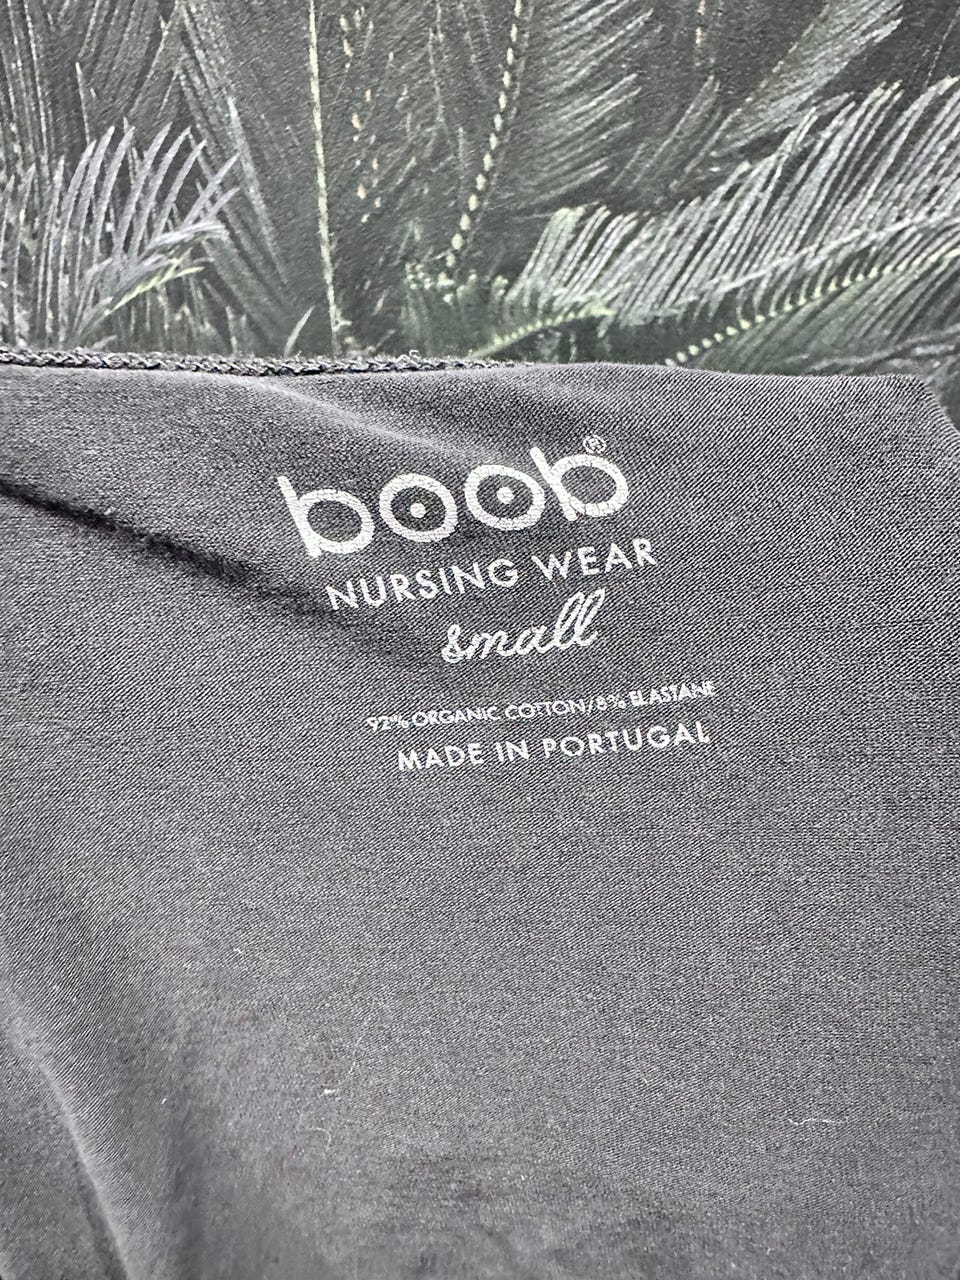 boob®
NURSING WEAR
small
92% ORGANIC COTTON/8% ELASTANE
MADE IN PORTUGAL